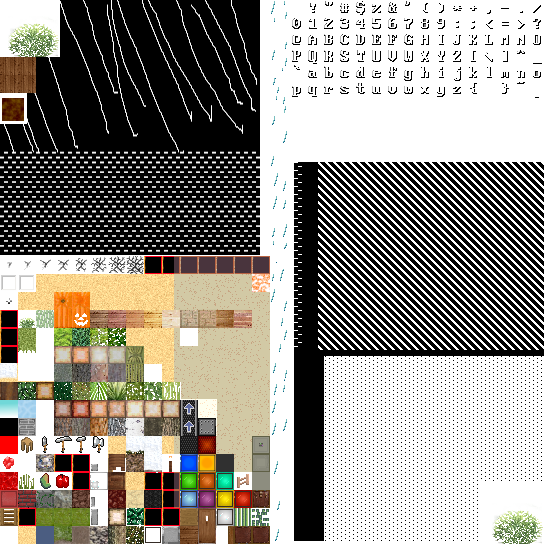 ! " # $ % & ' ( ) * + , - . /
0 1 2 3 4 5 6 7 8 9 : ; < = > ?
@ A B C D E F G H I J K L M N O
P Q R S T U V W X Y Z [ \ ] ^ _
` a b c d e f g h i j k l m n o
p q r s t u v w x y z { } ~